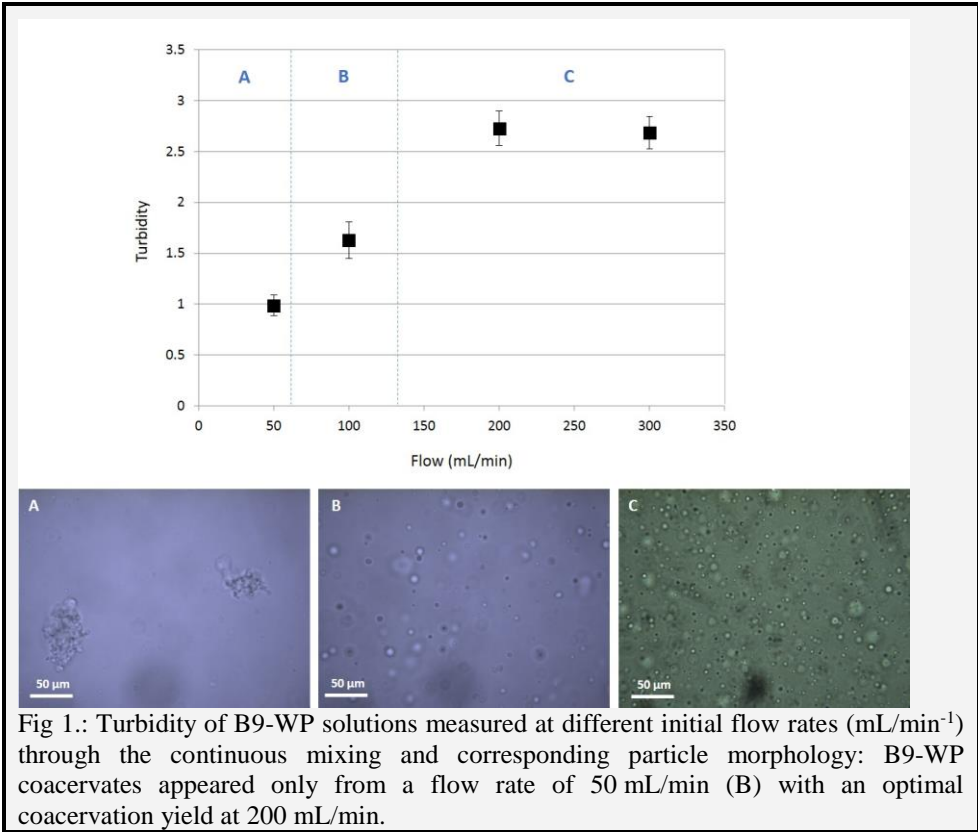 3.5
A
B
C
3
2.5
2
1.5
1
0.5
0
Turbidity
0 50 100 150 200 250 300 350
Flow (mL/min)
A
B
C
50 µm
50 µm
50 µm
Fig 1.: Turbidity of B9-WP solutions measured at different initial flow rates (mL/min⁻¹)
through the continuous mixing and corresponding particle morphology: B9-WP
coacervates appeared only from a flow rate of 50 mL/min (B) with an optimal
coacervation yield at 200 mL/min.